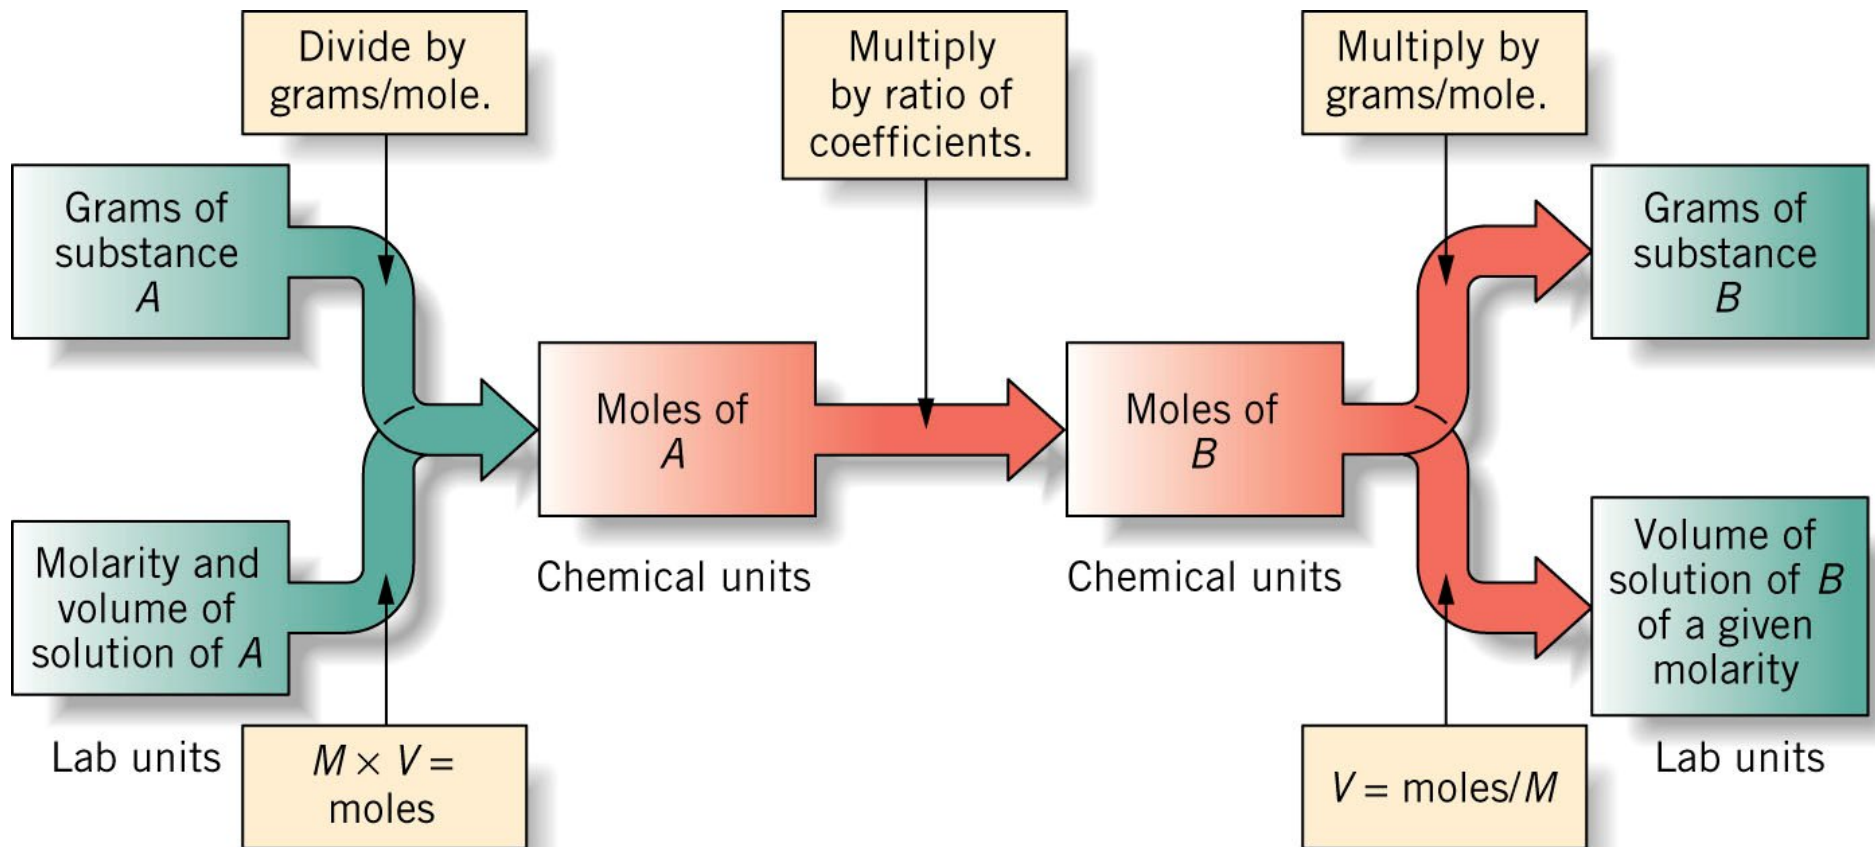 Divide by
grams/mole.
Multiply
by ratio of
coefficients.
Multiply by
grams/mole.
Grams of
substance
A
Grams of
substance
B
Moles of
A
Moles of
B
Molarity and
volume of
solution of A
Chemical units
Chemical units
Volume of
solution of B
of a given
molarity
Lab units
M × V =
moles
V = moles/M
Lab units